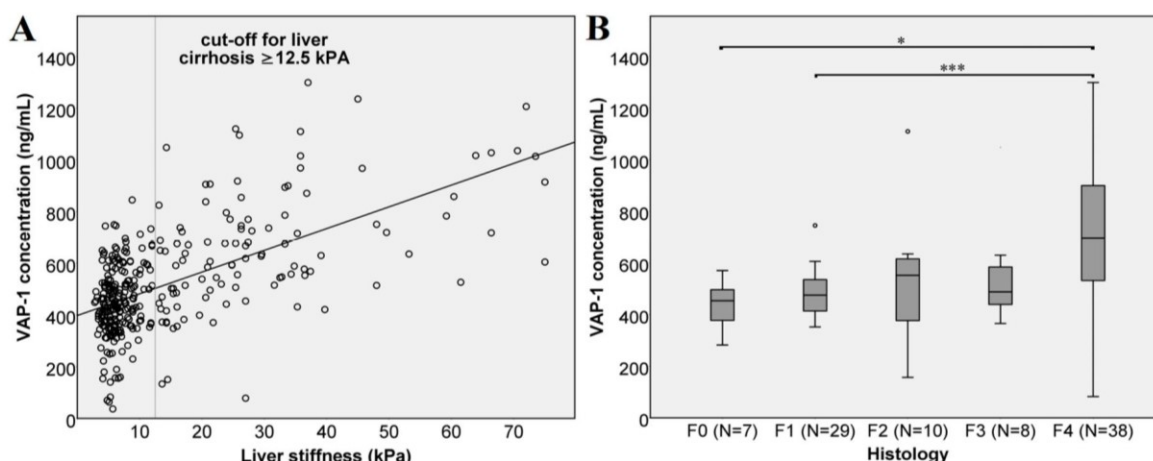 A
cut-off for liver
cirrhosis ≥12.5 kPA
VAP-1 concentration (ng/mL)
1400
1200
1000
800
600
400
200
0
10 20 30 40 50 60 70
Liver stiffness (kPa)
B
*
***
VAP-1 concentration (ng/mL)
1400
1200
1000
800
600
400
200
0
F0 (N=7) F1 (N=29) F2 (N=10) F3 (N=8) F4 (N=38)
Histology